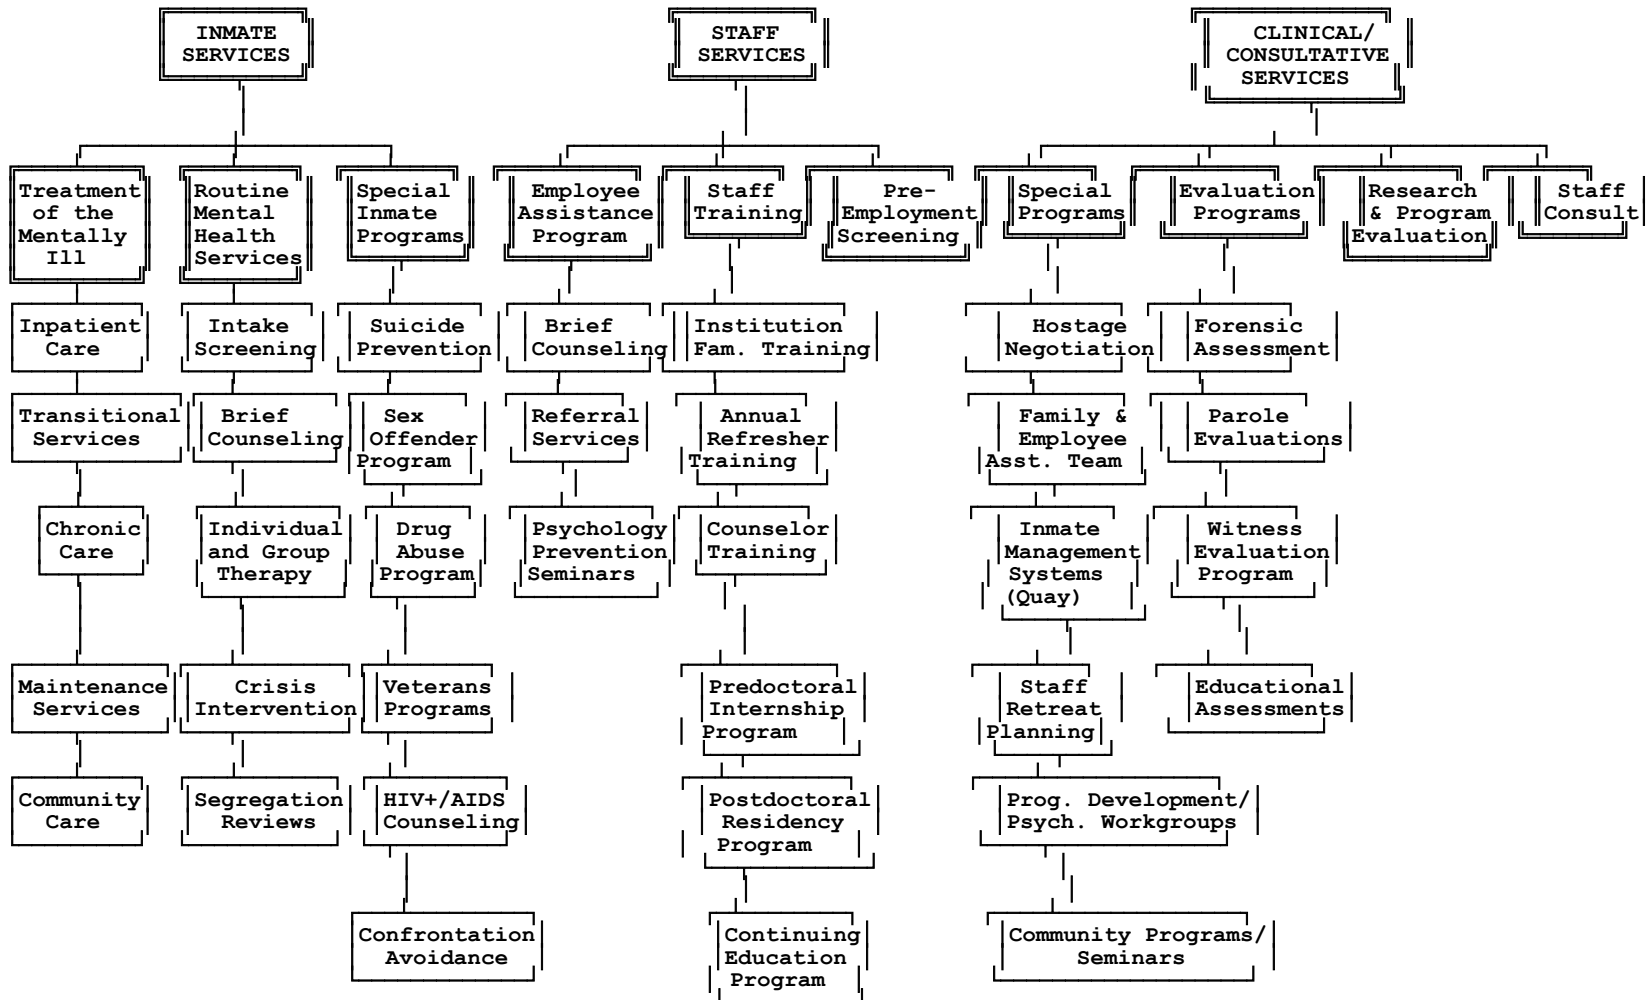 INMATE
SERVICES
STAFF
SERVICES
CLINICAL/
CONSULTATIVE
SERVICES
Treatment
of the
Mentally
Ill
Routine
Mental
Health
Services
Special
Inmate
Programs
Employee
Assistance
Program
Staff
Training
Pre-
Employment
Screening
Special
Programs
Evaluation
Programs
Research
& Program
Evaluation
Staff
Consult
Inpatient
Care
Intake
Screening
Suicide
Prevention
Brief
Counseling
Institution
Fam. Training
Hostage
Negotiation
Forensic
Assessment
Transitional
Services
Brief
Counseling
Sex
Offender
Program
Referral
Services
Annual
Refresher
Training
Family &
Employee
Asst. Team
Parole
Evaluations
Chronic
Care
Individual
and Group
Therapy
Drug
Abuse
Program
Psychology
Prevention
Seminars
Counselor
Training
Inmate
Management
Systems
(Quay)
Witness
Evaluation
Program
Maintenance
Services
Crisis
Intervention
Veterans
Programs
Predoctoral
Internship
Program
Staff
Retreat
Planning
Educational
Assessments
Community
Care
Segregation
Reviews
HIV+/AIDS
Counseling
Postdoctoral
Residency
Program
Prog. Development/
Psych. Workgroups
Confrontation
Avoidance
Continuing
Education
Program
Community Programs/
Seminars